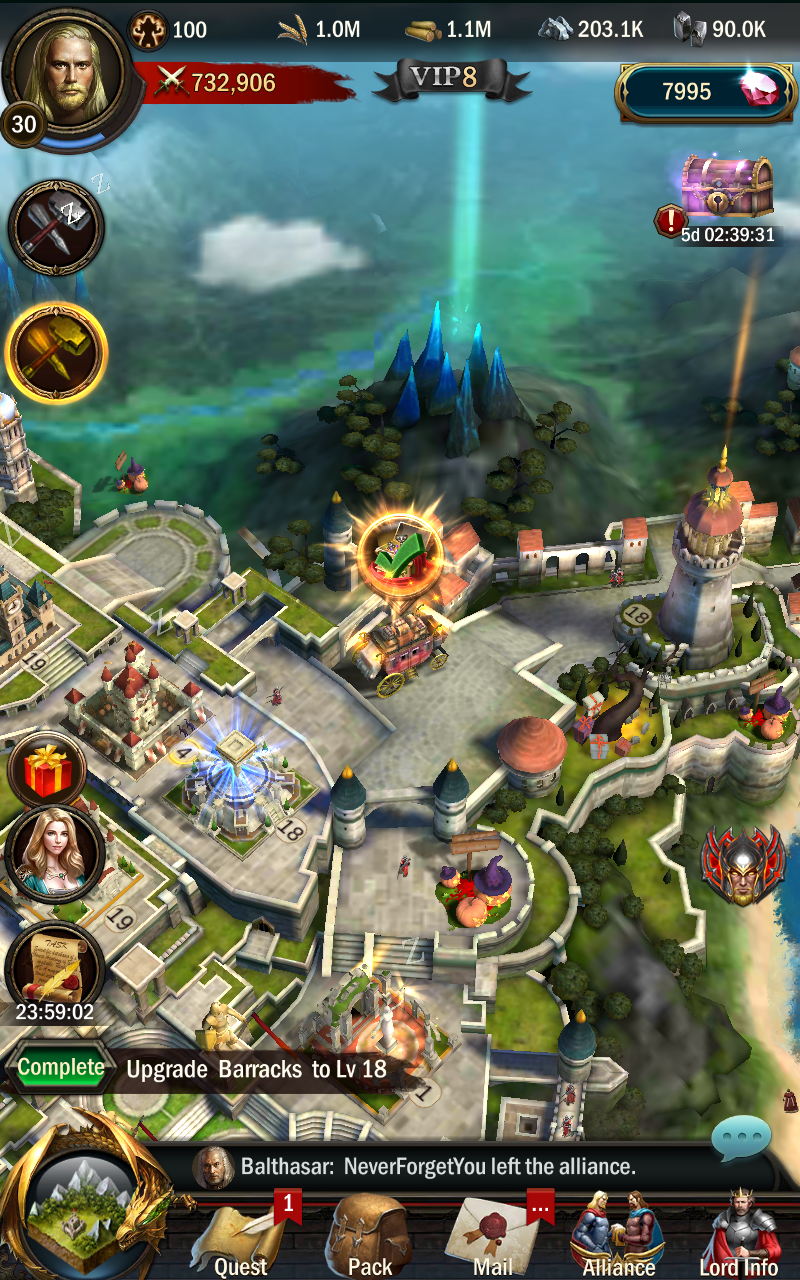 100
1.0M
1.1M
203.1K
90.0K
732,906
VIP8
7995
30
Z
Z
5d 02:39:31
18
Z
19
4
18
19
TASK
Z
23:59:02
Complete
Upgrade Barracks to Lv 18
1
Balthasar: NeverForgetYou left the alliance.
1
...
Quest
Pack
Mail
Alliance
Lord Info